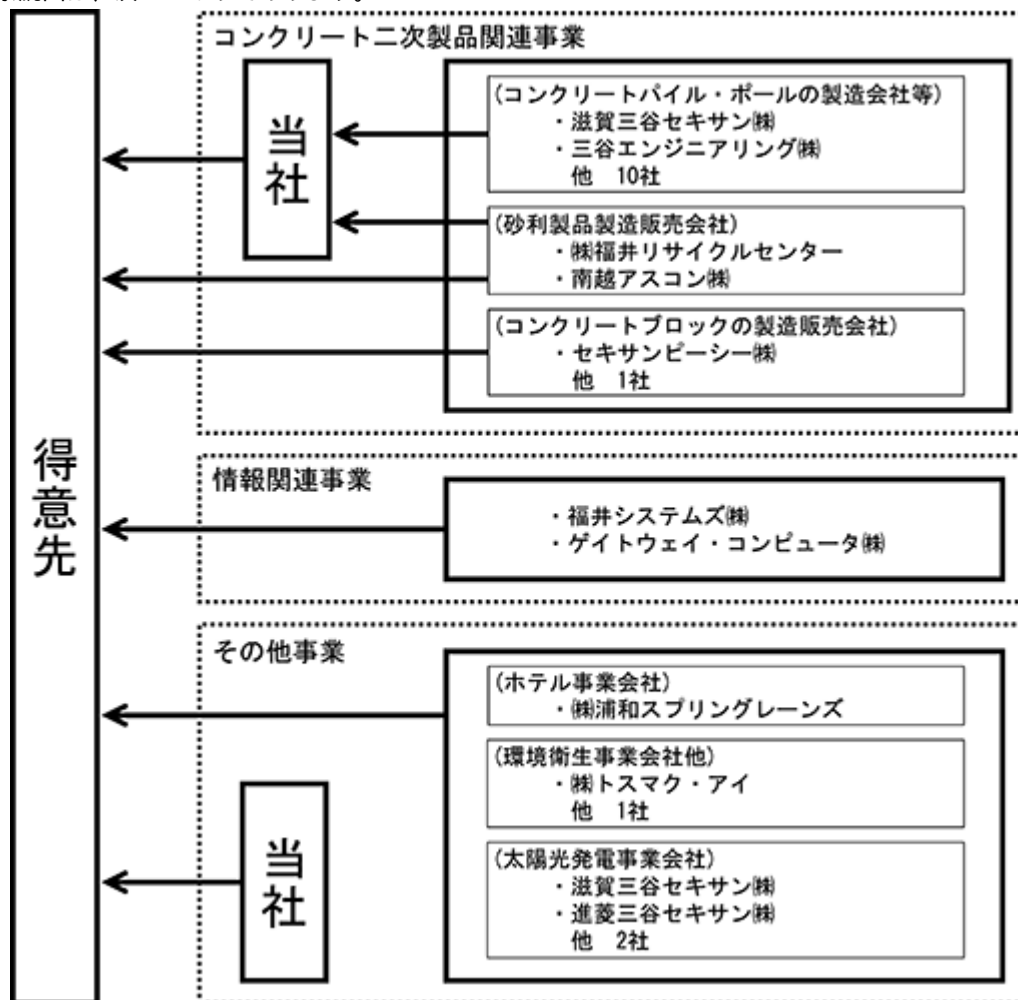 コンクリート二次製品関連事業
当社
(コンクリートパイル・ポールの製造会社等)
・滋賀三谷セキサン㈱
・三谷エンジニアリング㈱
他 10社
(砂利製品製造販売会社)
・㈱福井リサイクルセンター
・南越アスコン㈱
(コンクリートブロックの製造販売会社)
・セキサンピーシー㈱
他 1社
得意先
情報関連事業
・福井システムズ㈱
・ゲイトウェイ・コンピュータ㈱
その他事業
(ホテル事業会社)
・㈱浦和スプリングレーンズ
(環境衛生事業会社他)
・㈱トスマク・アイ
他 1社
当社
(太陽光発電事業会社)
・滋賀三谷セキサン㈱
・進菱三谷セキサン㈱
他 2社